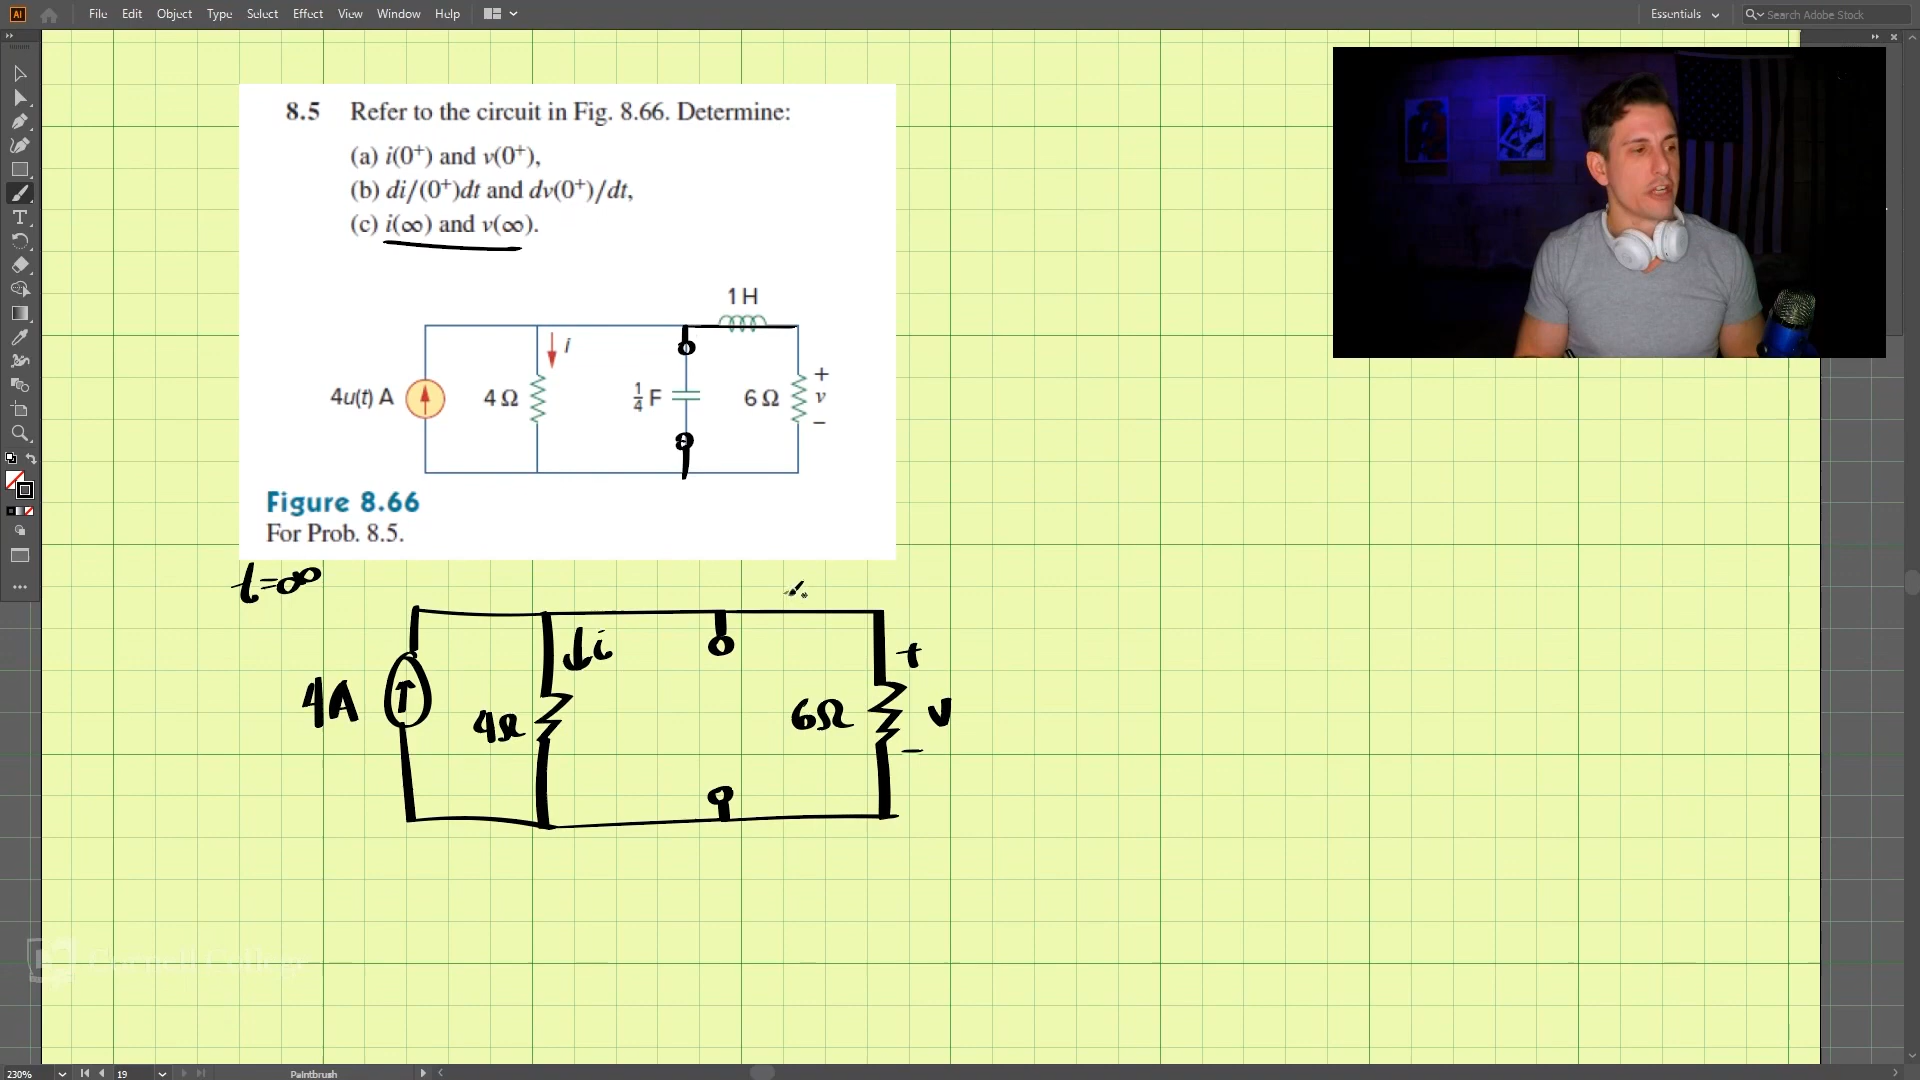 File Edit Object Type Select Effect View Window Help
Essentials
Search Adobe Stock
8.5 Refer to the circuit in Fig. 8.66. Determine:
(a) i(0⁺) and v(0⁺),
(b) di/(0⁺)dt and dv(0⁺)/dt,
(c) i(∞) and v(∞).
1 H
i
4u(t) A
4 Ω
1/4 F
6 Ω
+
v
−
Figure 8.66
For Prob. 8.5.
t=∞
4A
↓i
4Ω
6Ω
+
v
−
Cornell College
230%
19
Paintbrush